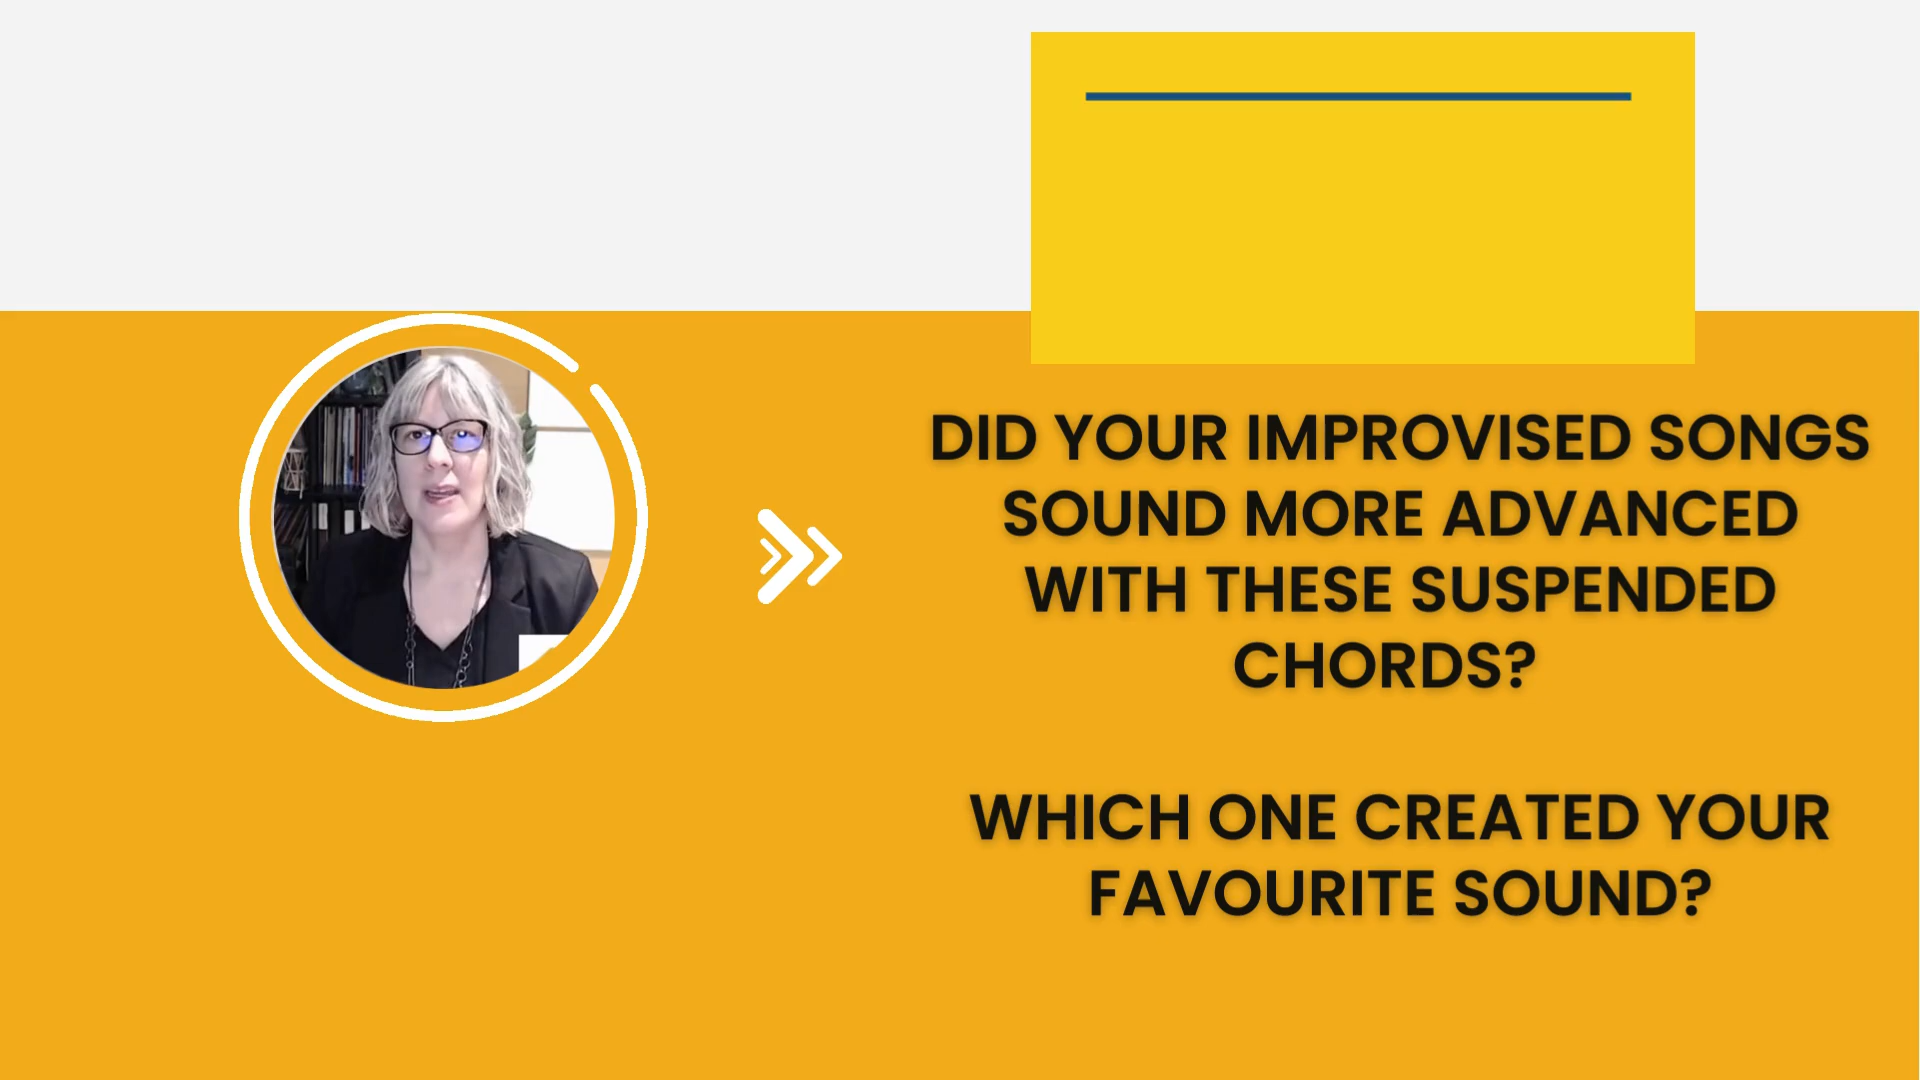 DID YOUR IMPROVISED SONGS
SOUND MORE ADVANCED
WITH THESE SUSPENDED
CHORDS?
WHICH ONE CREATED YOUR
FAVOURITE SOUND?